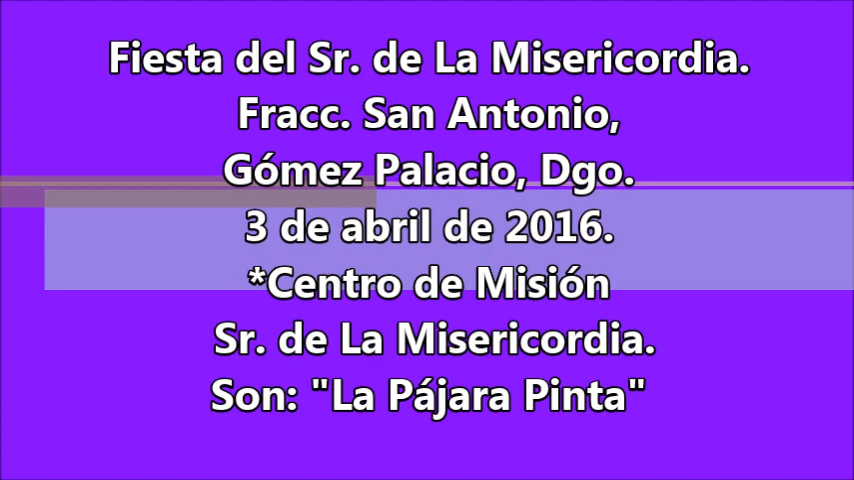 Fiesta del Sr. de La Misericordia.
Fracc. San Antonio,
Gómez Palacio, Dgo.
3 de abril de 2016.
*Centro de Misión
Sr. de La Misericordia.
Son: "La Pájara Pinta"